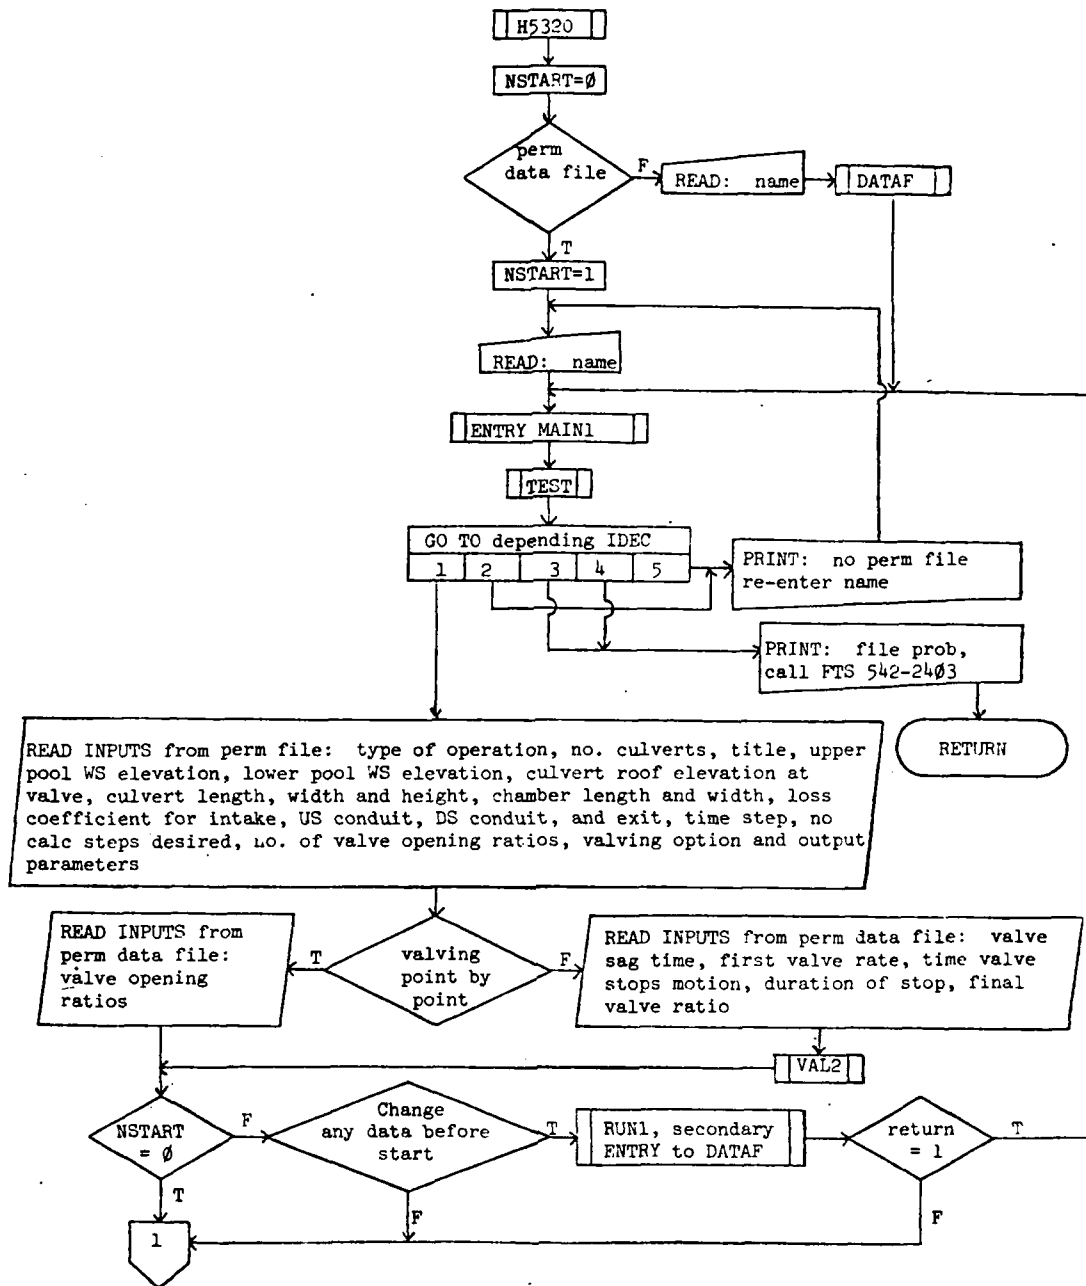 H5320
NSTART=Ø
perm
data file
F
READ: name
DATAF
T
NSTART=1
READ: name
ENTRY MAIN1
TEST
GO TO depending IDEC
1 2 3 4 5
PRINT: no perm file
re-enter name
PRINT: file prob,
call FTS 542-24Ø3
RETURN
READ INPUTS from perm file: type of operation, no. culverts, title, upper
pool WS elevation, lower pool WS elevation, culvert roof elevation at
valve, culvert length, width and height, chamber length and width, loss
coefficient for intake, US conduit, DS conduit, and exit, time step, no
calc steps desired, no. of valve opening ratios, valving option and output
parameters
READ INPUTS from
perm data file:
valve opening
ratios
T
valving
point by
point
F
READ INPUTS from perm data file: valve
sag time, first valve rate, time valve
stops motion, duration of stop, final
valve ratio
VAL2
NSTART
= Ø
F
Change
any data before
start
T
RUN1, secondary
ENTRY to DATAF
return
= 1
T
T
F
F
1